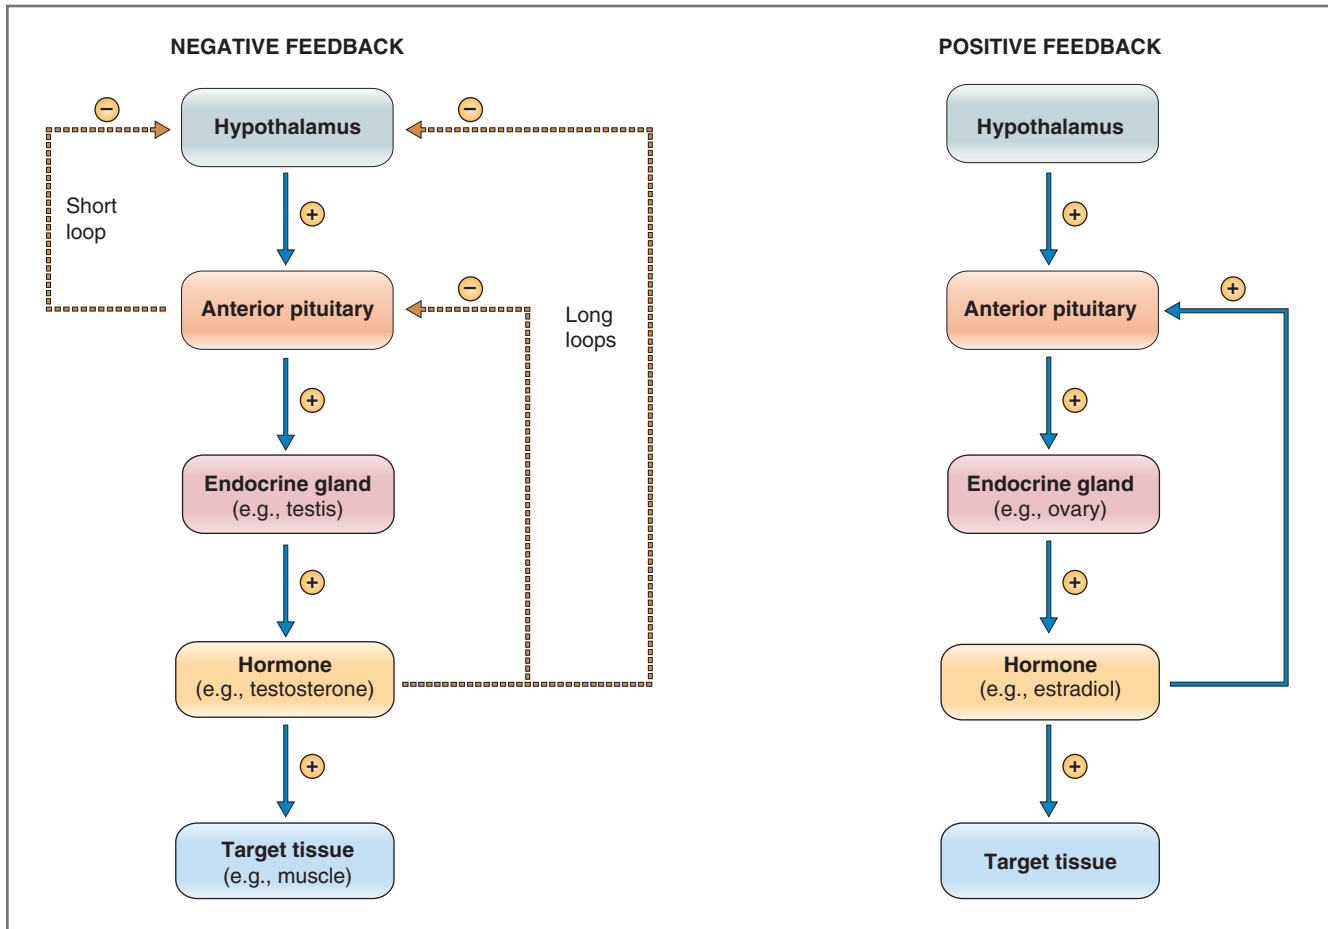 NEGATIVE FEEDBACK
−
−
Hypothalamus
Short
loop
+
−
Anterior pituitary
Long
loops
+
Endocrine gland
(e.g., testis)
+
Hormone
(e.g., testosterone)
+
Target tissue
(e.g., muscle)
POSITIVE FEEDBACK
Hypothalamus
+
+
Anterior pituitary
+
Endocrine gland
(e.g., ovary)
+
Hormone
(e.g., estradiol)
+
Target tissue